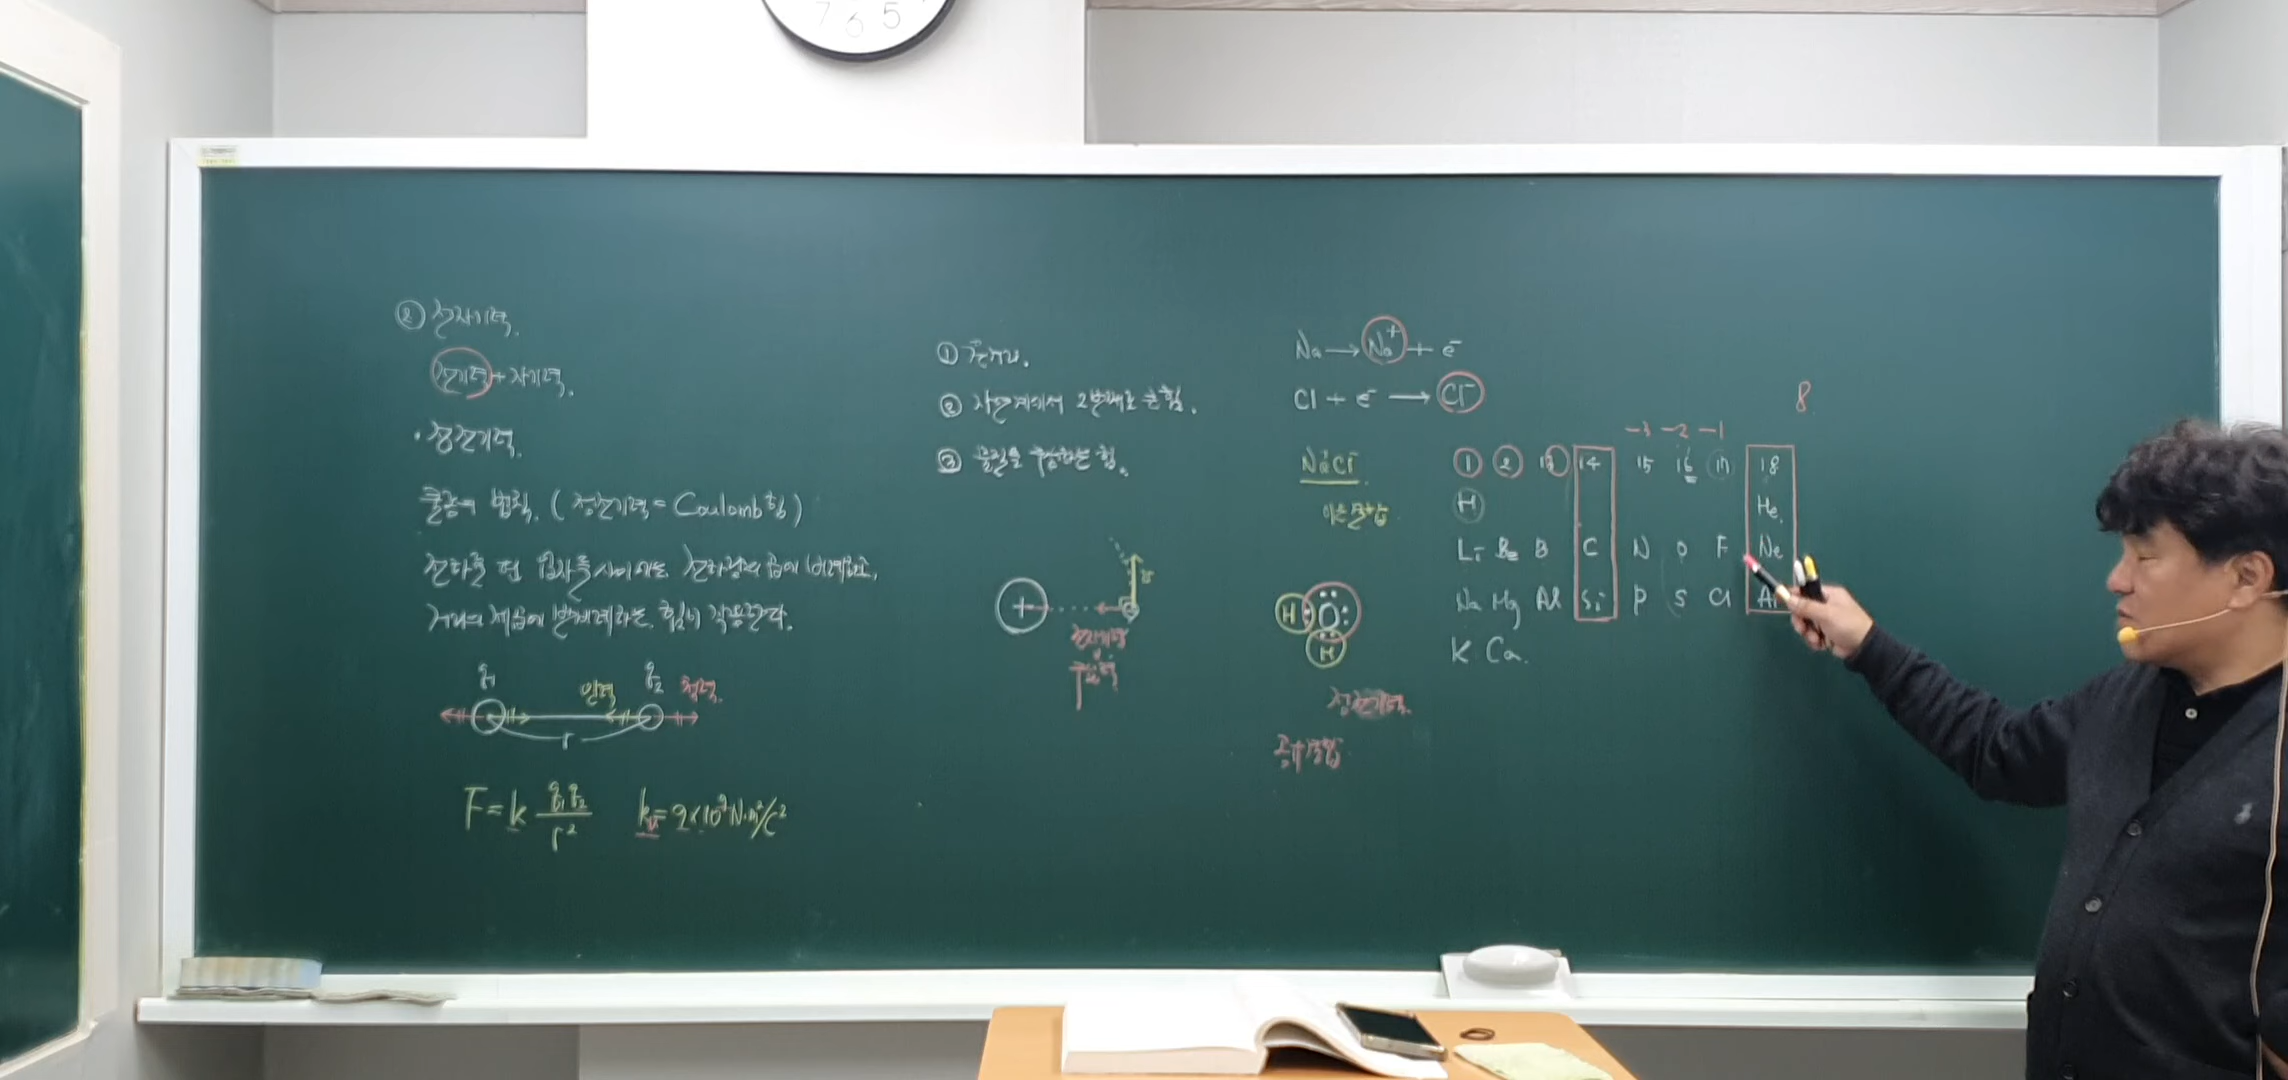 7 6 5
② 전자기력.
전기력 + 자기력.
· 정전기력.
쿨롱의 법칙. (정전기력 = Coulomb 힘)
전하를 띤 입자들 사이에는 전하량의 곱에 비례하고,
거리의 제곱에 반비례하는 힘이 작용한다.
q₁ q₂
인력 척력.
r
F = k q₁q₂ / r²
k = 9×10⁹ N·m²/C²
②  자연계에서 2번째로 큰 힘.
③ 물질을 구성하는 힘.
+
v
전자기력
구심력
Na → Na⁺ + e⁻
Cl + e⁻ → Cl⁻
NaCl
이온결합
H O
H
정전기력.
공유결합
8
-3 -2 -1
1 2 13 14 15 16 17 18
H He
Li Be B C N O F Ne
Na Mg Al Si P S Cl Ar
K Ca.